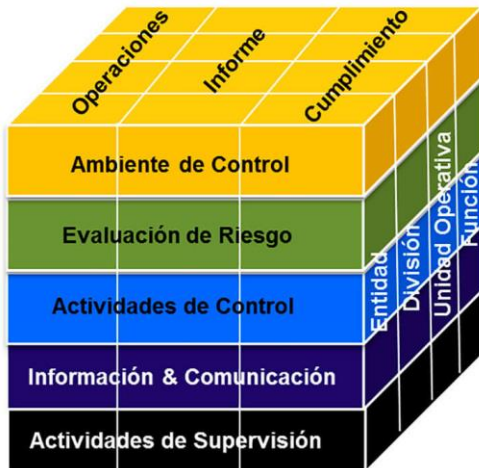 Operaciones
Informe
Cumplimiento
Ambiente de Control
Evaluación de Riesgo
Actividades de Control
Información & Comunicación
Actividades de Supervisión
Entidad
División
Unidad Operativa
Función